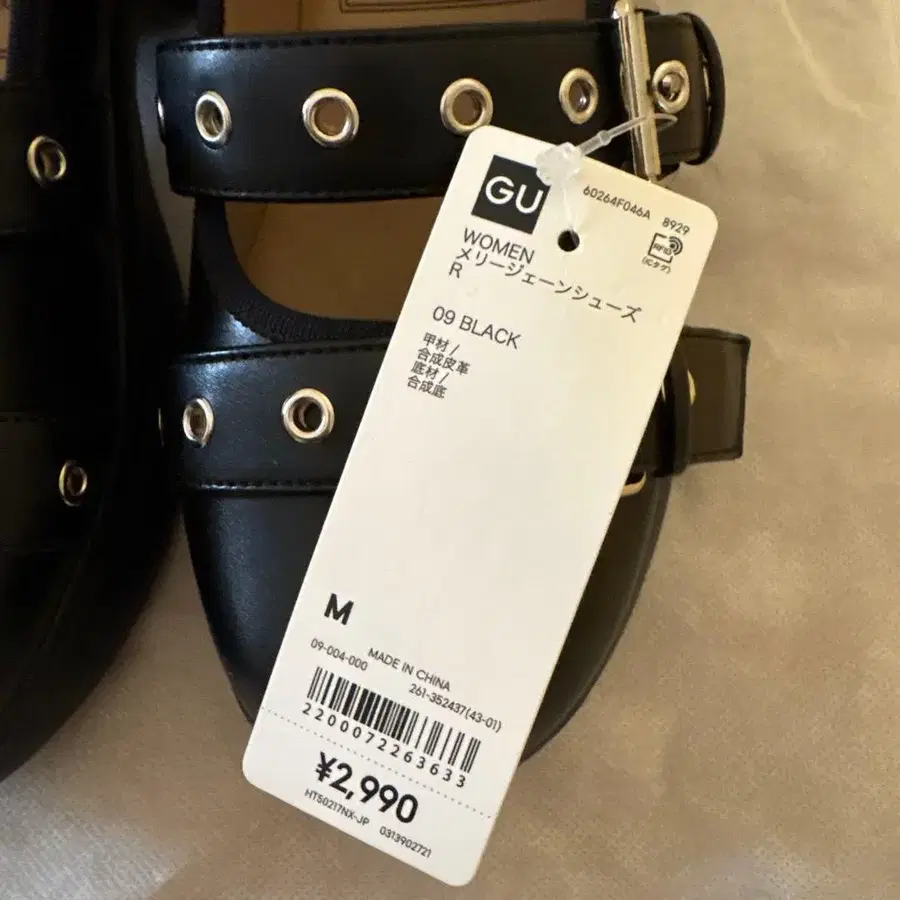 GU
60264F046A 8929
RFID
(ICタグ)
WOMEN
メリージェーンシューズ
R
09 BLACK
甲材/
合成皮革
底材/
合成底
M
MADE IN CHINA
09-004-000
261-352437(43-01)
2200072263633
¥2,990
HT50217NX-JP 0313902721